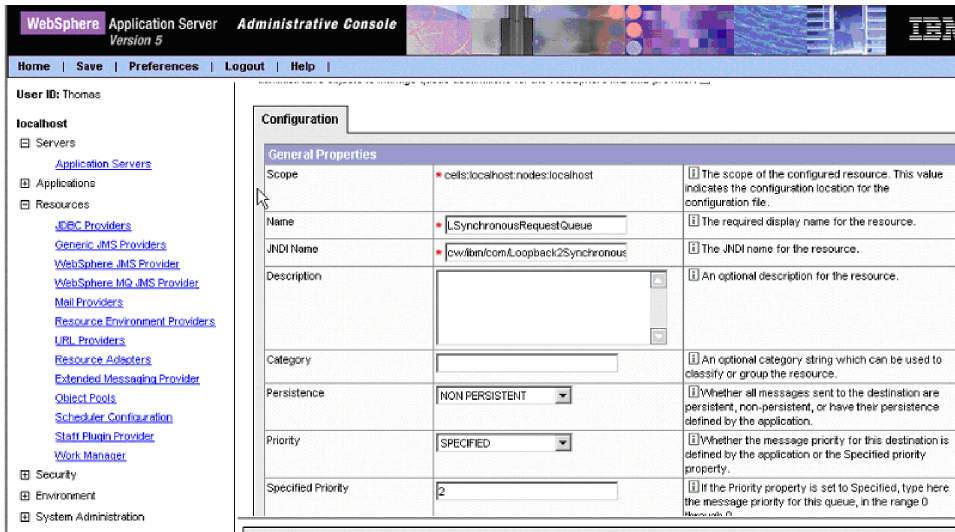 WebSphere Application Server Administrative Console
Version 5
IBM
Home | Save | Preferences | Logout | Help |
User ID: Thomas
localhost
Servers
Application Servers
Applications
Resources
JDBC Providers
Generic JMS Providers
WebSphere JMS Provider
WebSphere MQ JMS Provider
Mail Providers
Resource Environment Providers
URL Providers
Resource Adapters
Extended Messaging Provider
Object Pools
Scheduler Configuration
Staff Plugin Provider
Work Manager
Security
Environment
System Administration
Configuration
General Properties
Scope
* cells:localhost:nodes:localhost
The scope of the configured resource. This value
indicates the configuration location for the
configuration file.
Name
* LSynchronousRequestQueue
The required display name for the resource.
JNDI Name
* cw/ibm/com/Loopback2Synchronous
The JNDI name for the resource.
Description
An optional description for the resource.
Category
An optional category string which can be used to
classify or group the resource.
Persistence
NON PERSISTENT
Whether all messages sent to the destination are
persistent, non-persistent, or have their persistence
defined by the application.
Priority
SPECIFIED
Whether the message priority for this destination is
defined by the application or the Specified priority
property.
Specified Priority
2
If the Priority property is set to Specified, type here
the message priority for this queue, in the range 0